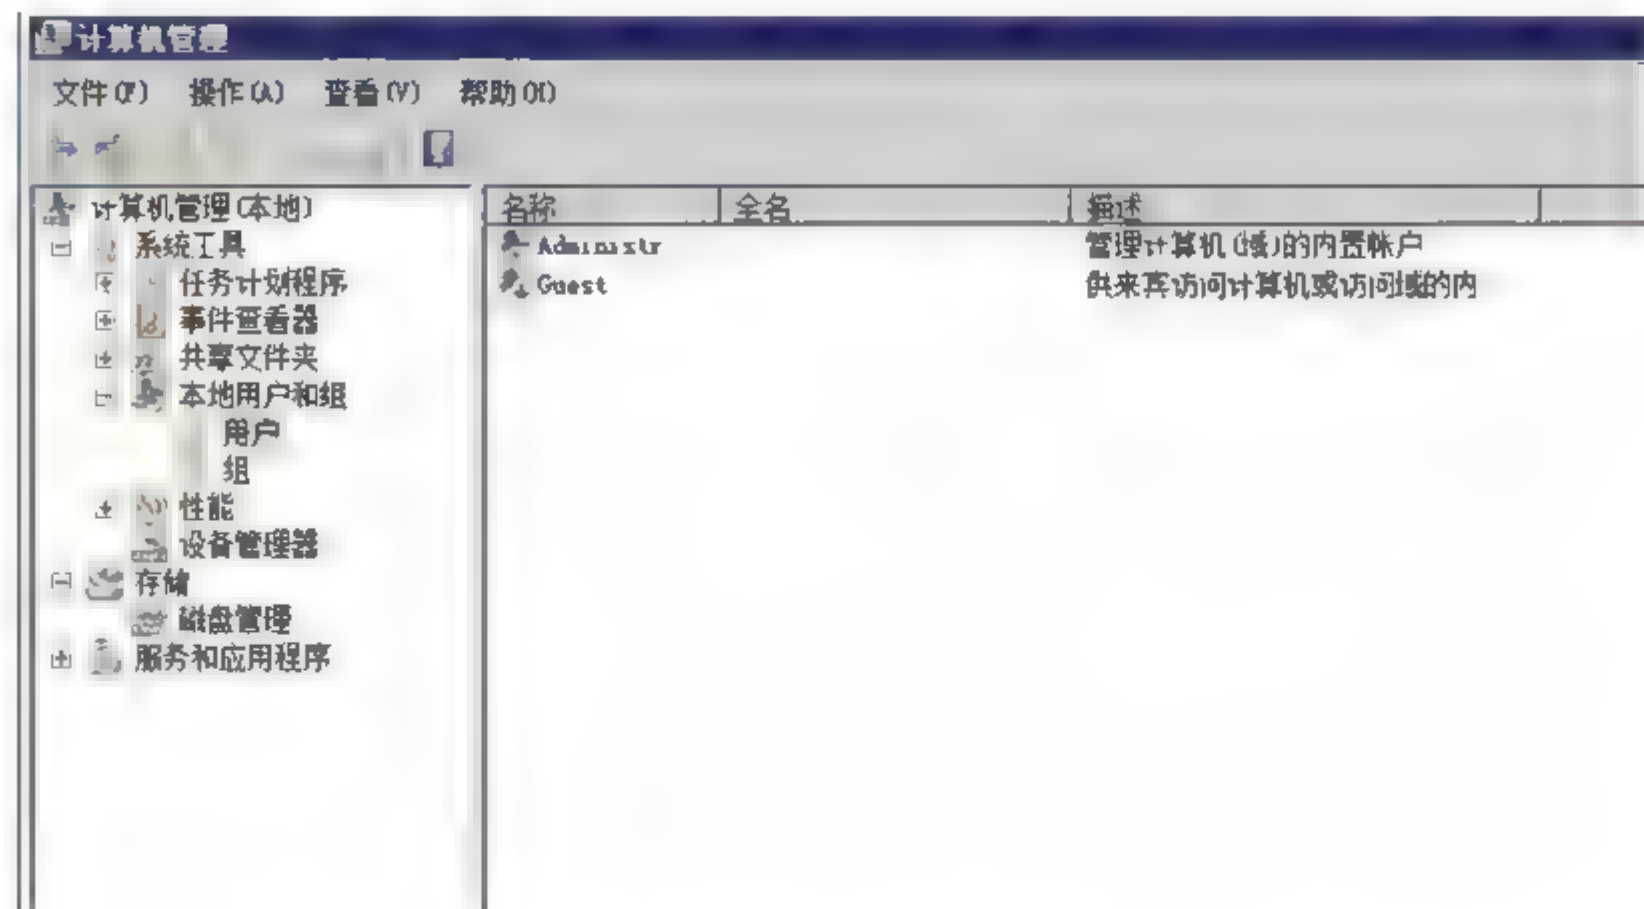 计算机管理
文件(F) 操作(A) 查看(V) 帮助(H)
计算机管理(本地)
系统工具
任务计划程序
事件查看器
共享文件夹
本地用户和组
用户
组
性能
设备管理器
存储
磁盘管理
服务和应用程序
名称 全名 描述
Administr 管理计算机(域)的内置帐户
Guest 供来宾访问计算机或访问域的内